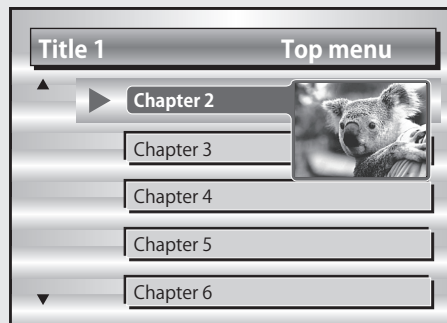 Title 1 Top menu
Chapter 2
Chapter 3
Chapter 4
Chapter 5
Chapter 6